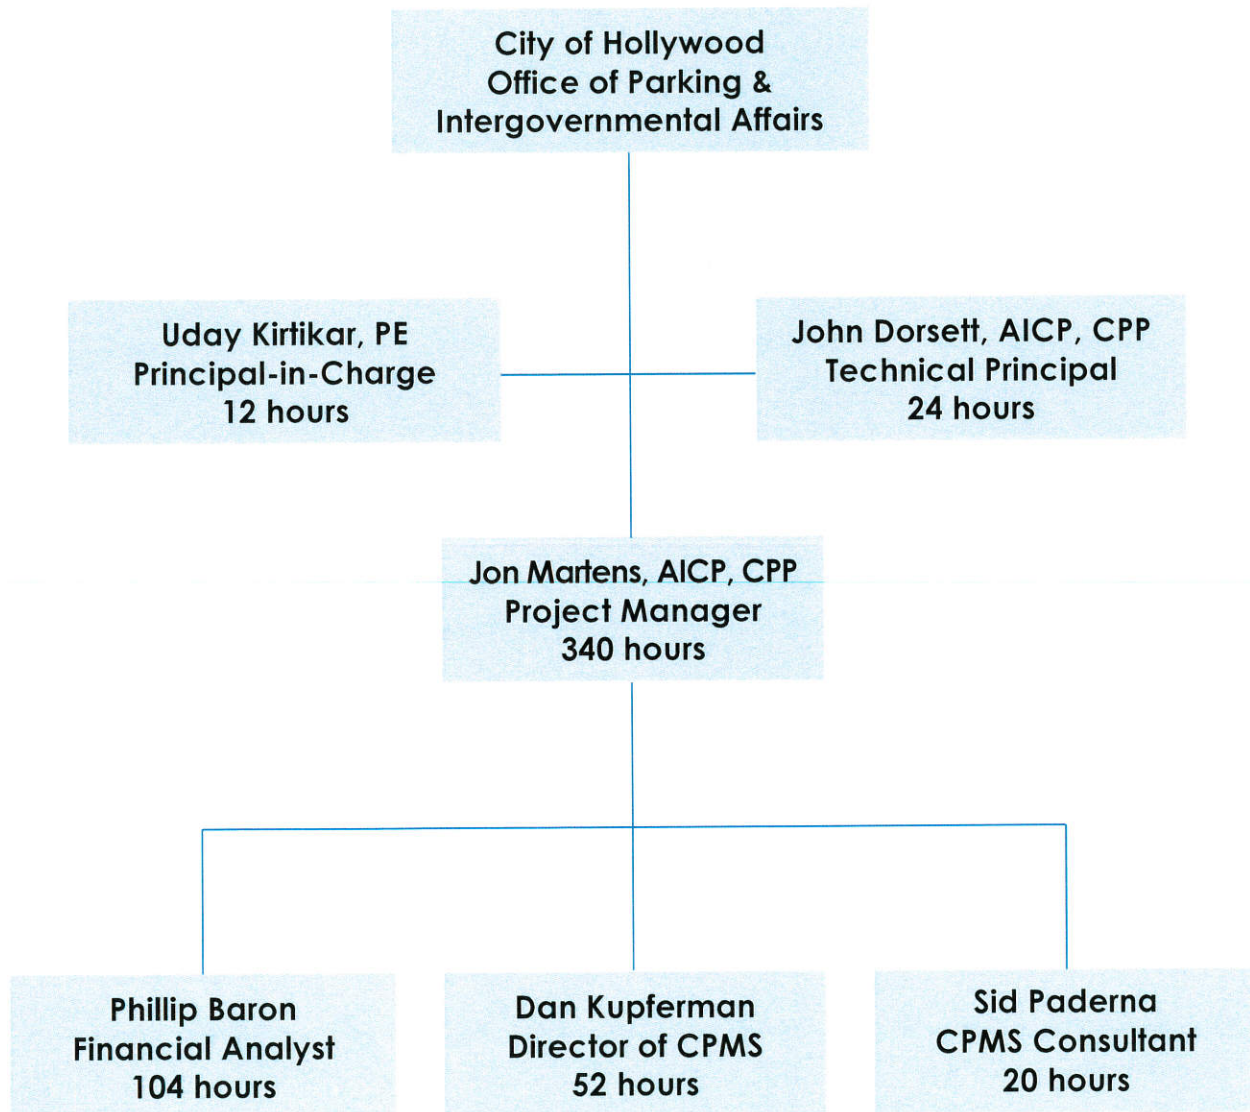 City of Hollywood
Office of Parking &
Intergovernmental Affairs
Uday Kirtikar, PE
Principal-in-Charge
12 hours
John Dorsett, AICP, CPP
Technical Principal
24 hours
Jon Martens, AICP, CPP
Project Manager
340 hours
Phillip Baron
Financial Analyst
104 hours
Dan Kupferman
Director of CPMS
52 hours
Sid Paderna
CPMS Consultant
20 hours